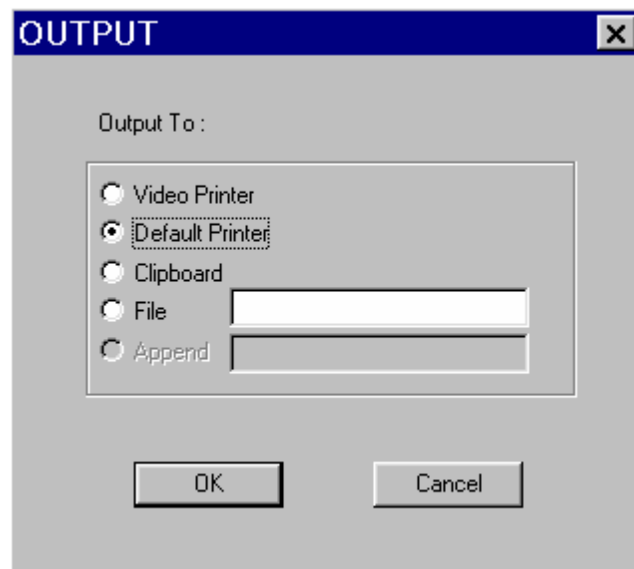 OUTPUT
Output To :
Video Printer
Default Printer
Clipboard
File
Append
OK Cancel